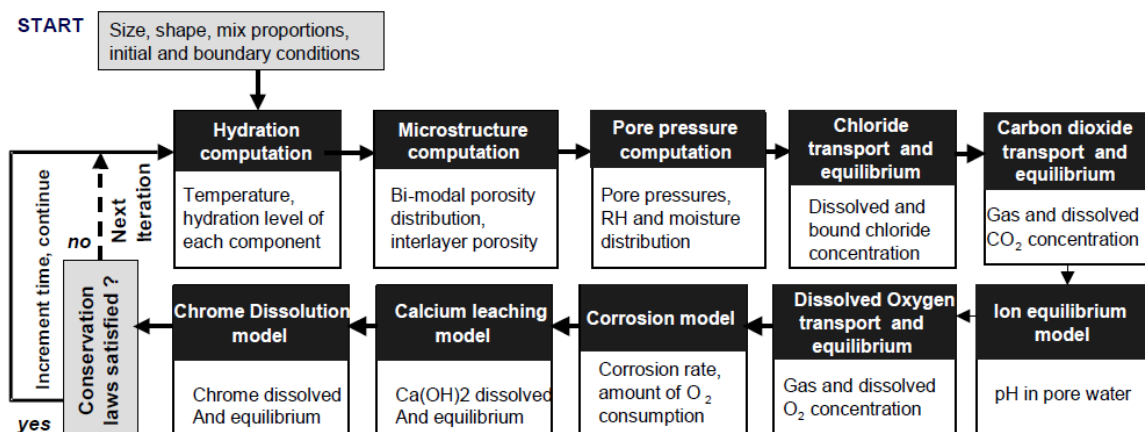 START
Size, shape, mix proportions,
initial and boundary conditions
Hydration
computation
Temperature,
hydration level of
each component
Microstructure
computation
Bi-modal porosity
distribution,
interlayer porosity
Pore pressure
computation
Pore pressures,
RH and moisture
distribution
Chloride
transport and
equilibrium
Dissolved and
bound chloride
concentration
Carbon dioxide
transport and
equilibrium
Gas and dissolved
CO2 concentration
Ion equilibrium
model
pH in pore water
Dissolved Oxygen
transport and
equilibrium
Gas and dissolved
O2 concentration
Corrosion model
Corrosion rate,
amount of O2
consumption
Calcium leaching
model
Ca(OH)2 dissolved
And equilibrium
Chrome Dissolution
model
Chrome dissolved
And equilibrium
Conservation
laws satisfied ?
no
Next
Iteration
yes
Increment time, continue